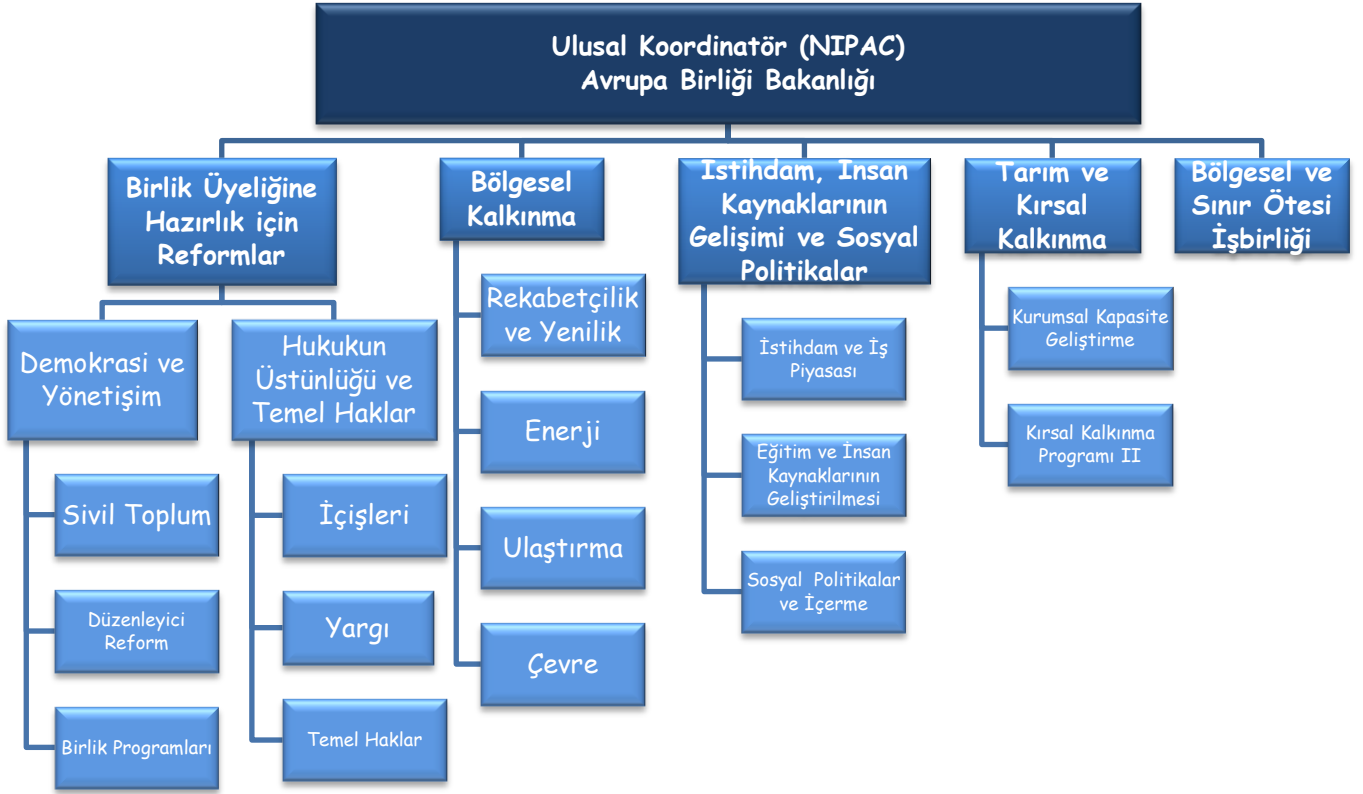 Ulusal Koordinatör (NIPAC)
Avrupa Birliği Bakanlığı
Birlik Üyeliğine
Hazırlık için
Reformlar
Demokrasi ve
Yönetişim
Sivil Toplum
Düzenleyici
Reform
Birlik Programları
Hukukun
Üstünlüğü ve
Temel Haklar
İçişleri
Yargı
Temel Haklar
Bölgesel
Kalkınma
Rekabetçilik
ve Yenilik
Enerji
Ulaştırma
Çevre
İstihdam, İnsan
Kaynaklarının
Gelişimi ve Sosyal
Politikalar
İstihdam ve İş
Piyasası
Eğitim ve İnsan
Kaynaklarının
Geliştirilmesi
Sosyal Politikalar
ve İçerme
Tarım ve
Kırsal
Kalkınma
Kurumsal Kapasite
Geliştirme
Kırsal Kalkınma
Programı II
Bölgesel ve
Sınır Ötesi
İşbirliği